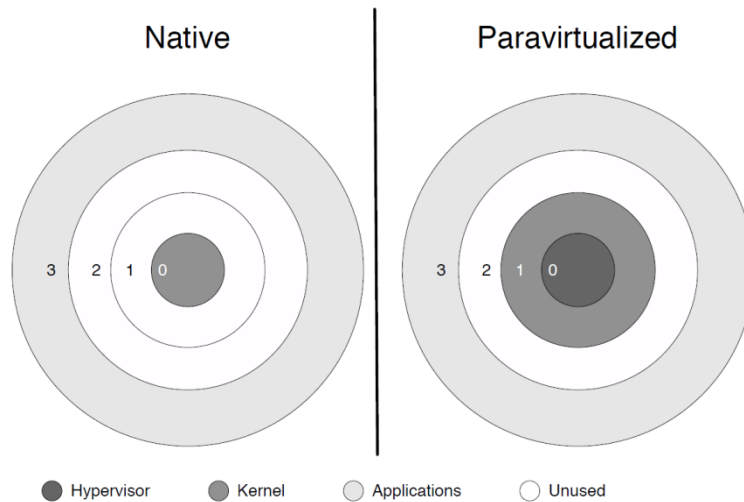 Native
Paravirtualized
3 2 1 0
3 2 1 0
Hypervisor Kernel Applications Unused